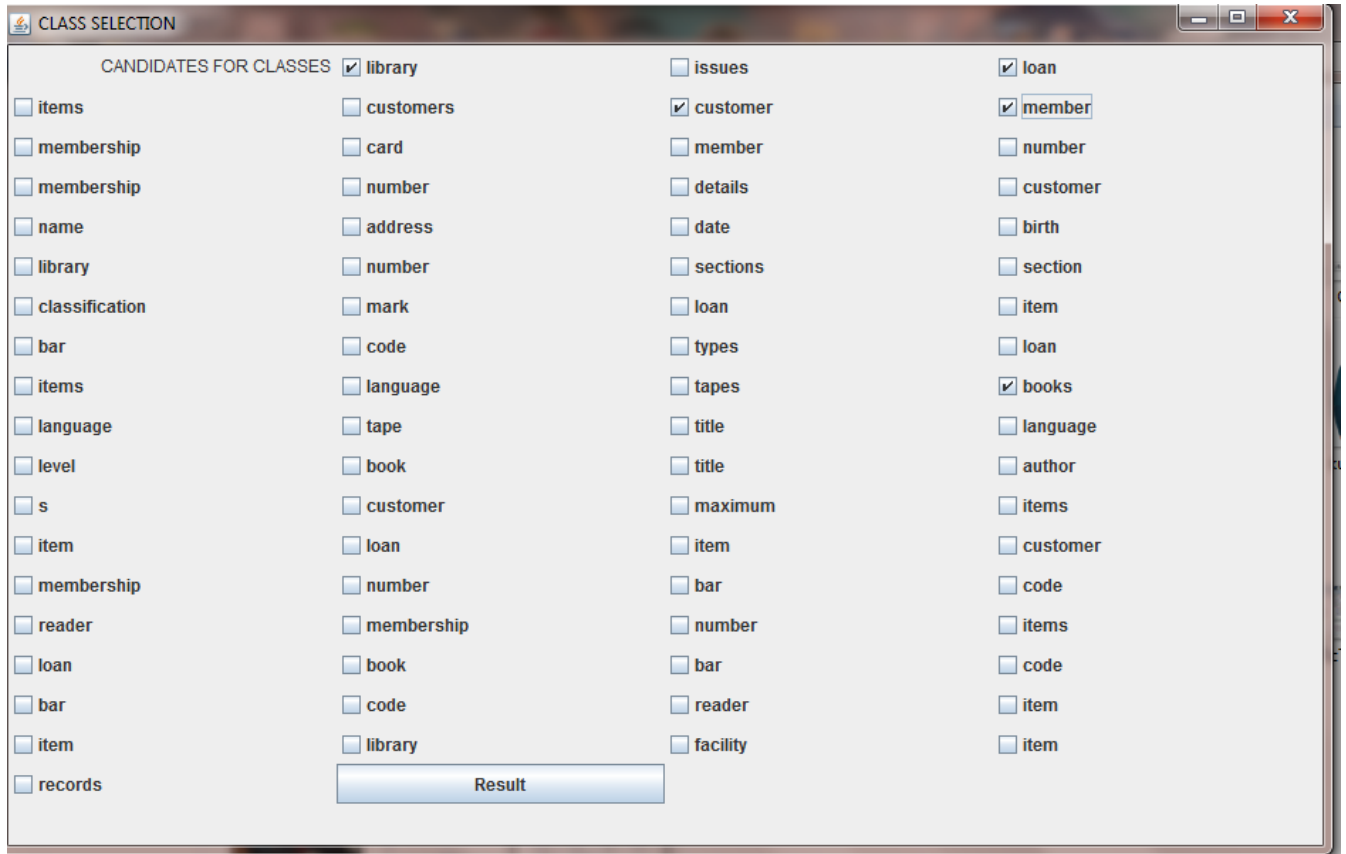 CLASS SELECTION
CANDIDATES FOR CLASSES library issues loan
items customers customer member
membership card member number
membership number details customer
name address date birth
library number sections section
classification mark loan item
bar code types loan
items language tapes books
language tape title language
level book title author
s customer maximum items
item loan item customer
membership number bar code
reader membership number items
loan book bar code
bar code reader item
item library facility item
records Result